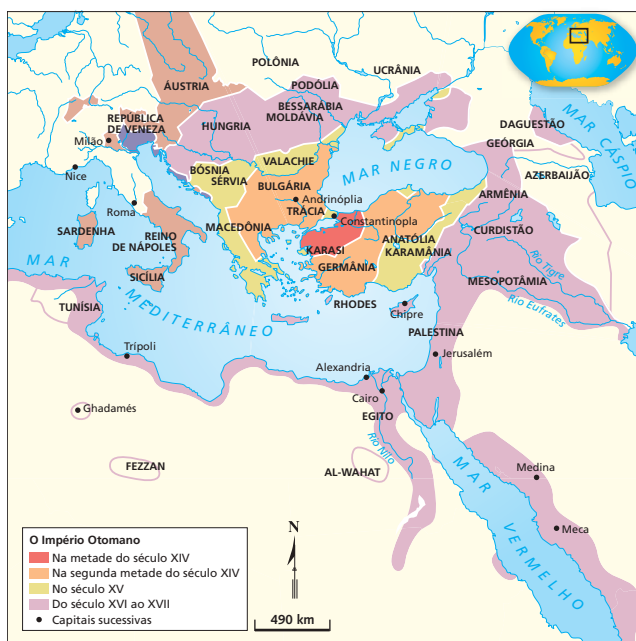 POLÔNIA
UCRÂNIA
ÁUSTRIA
PODÓLIA
BESSARÁBIA
MOLDÁVIA
REPÚBLICA
DE VENEZA
HUNGRIA
MAR CÁSPIO
DAGUESTÃO
GEÓRGIA
Milão
BÓSNIA
SÉRVIA
VALACHIE
MAR NEGRO
AZERBAIJÃO
Nice
BULGÁRIA
Andrinóplia
TRÁCIA
Constantinopla
ARMÊNIA
Roma
SARDENHA
REINO
DE NÁPOLES
MACEDÔNIA
KARASI
ANATÓLIA
KARAMÂNIA
CURDISTÃO
Rio Tigre
GERMÂNIA
SICÍLIA
MAR MEDITERRÂNEO
MESOPOTÂMIA
Rio Eufrates
TUNÍSIA
RHODES
Chipre
PALESTINA
Tripoli
Jerusalém
Alexandria
Cairo
EGITO
Ghadamés
Rio Nilo
FEZZAN
AL-WAHAT
MAR VERMELHO
Medina
Meca
O Império Otomano
Na metade do século XIV
Na segunda metade do século XIV
No século XV
Do século XVI ao XVII
Capitais sucessivas
N
490 km